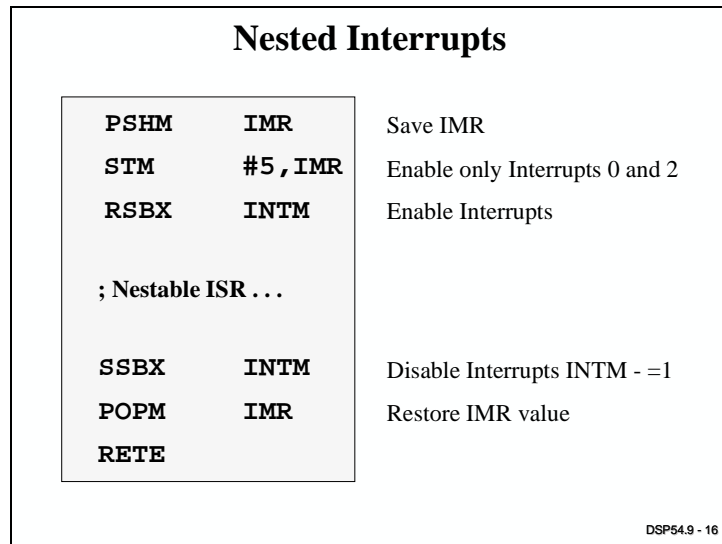 Nested Interrupts
PSHM IMR Save IMR
STM #5,IMR Enable only Interrupts 0 and 2
RSBX INTM Enable Interrupts
; Nestable ISR . . .
SSBX INTM Disable Interrupts INTM - =1
POPM IMR Restore IMR value
RETE
DSP54.9 - 16